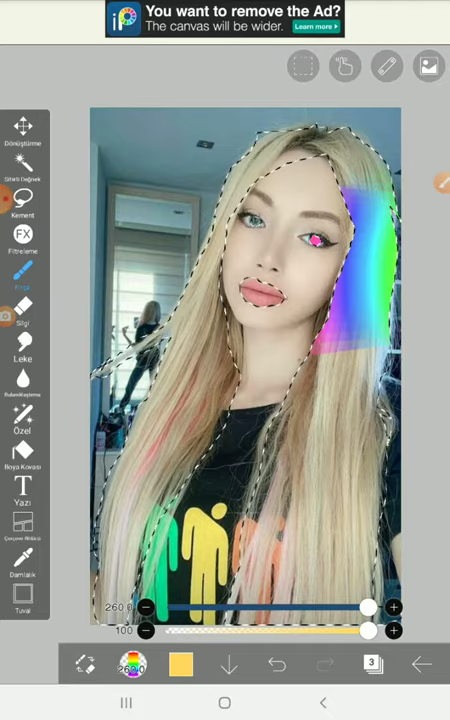 You want to remove the Ad?
The canvas will be wider.
Learn more
Dönüştürme
Sihirli Değnek
Kement
FX
Filtreleme
Fırça
Silgi
Leke
Bulanıklaştırma
Özel
Boya Kovası
T
Yazı
Çerçeve Bölücü
Damlalık
Tuval
260.0
100
260.0
3